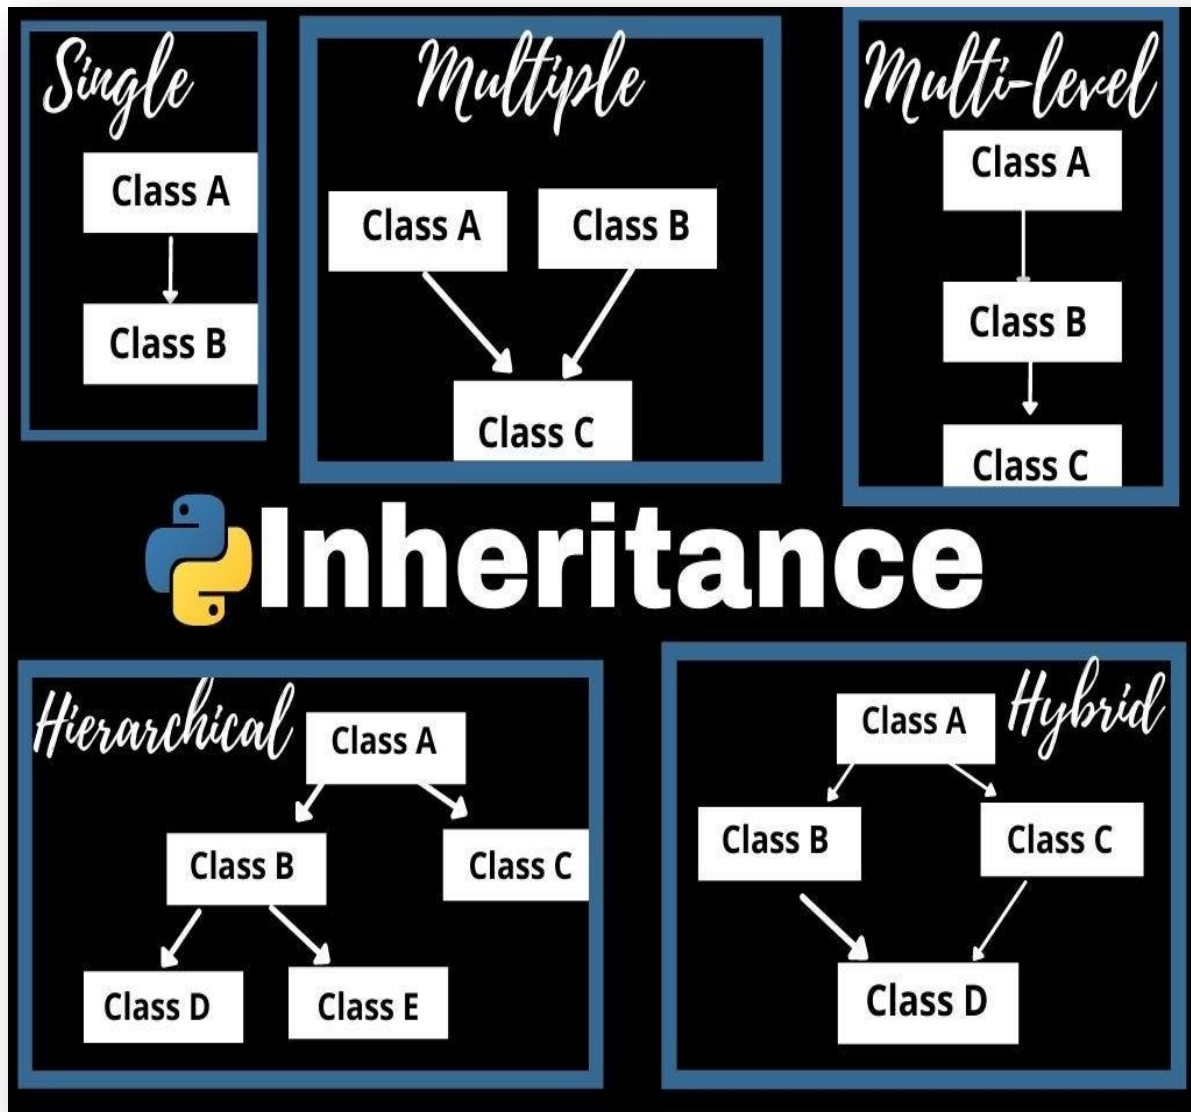 Single
Class A
Class B
Multiple
Class A
Class B
Class C
Multi-level
Class A
Class B
Class C
Inheritance
Hierarchical
Class A
Class B
Class C
Class D
Class E
Hybrid
Class A
Class B
Class C
Class D